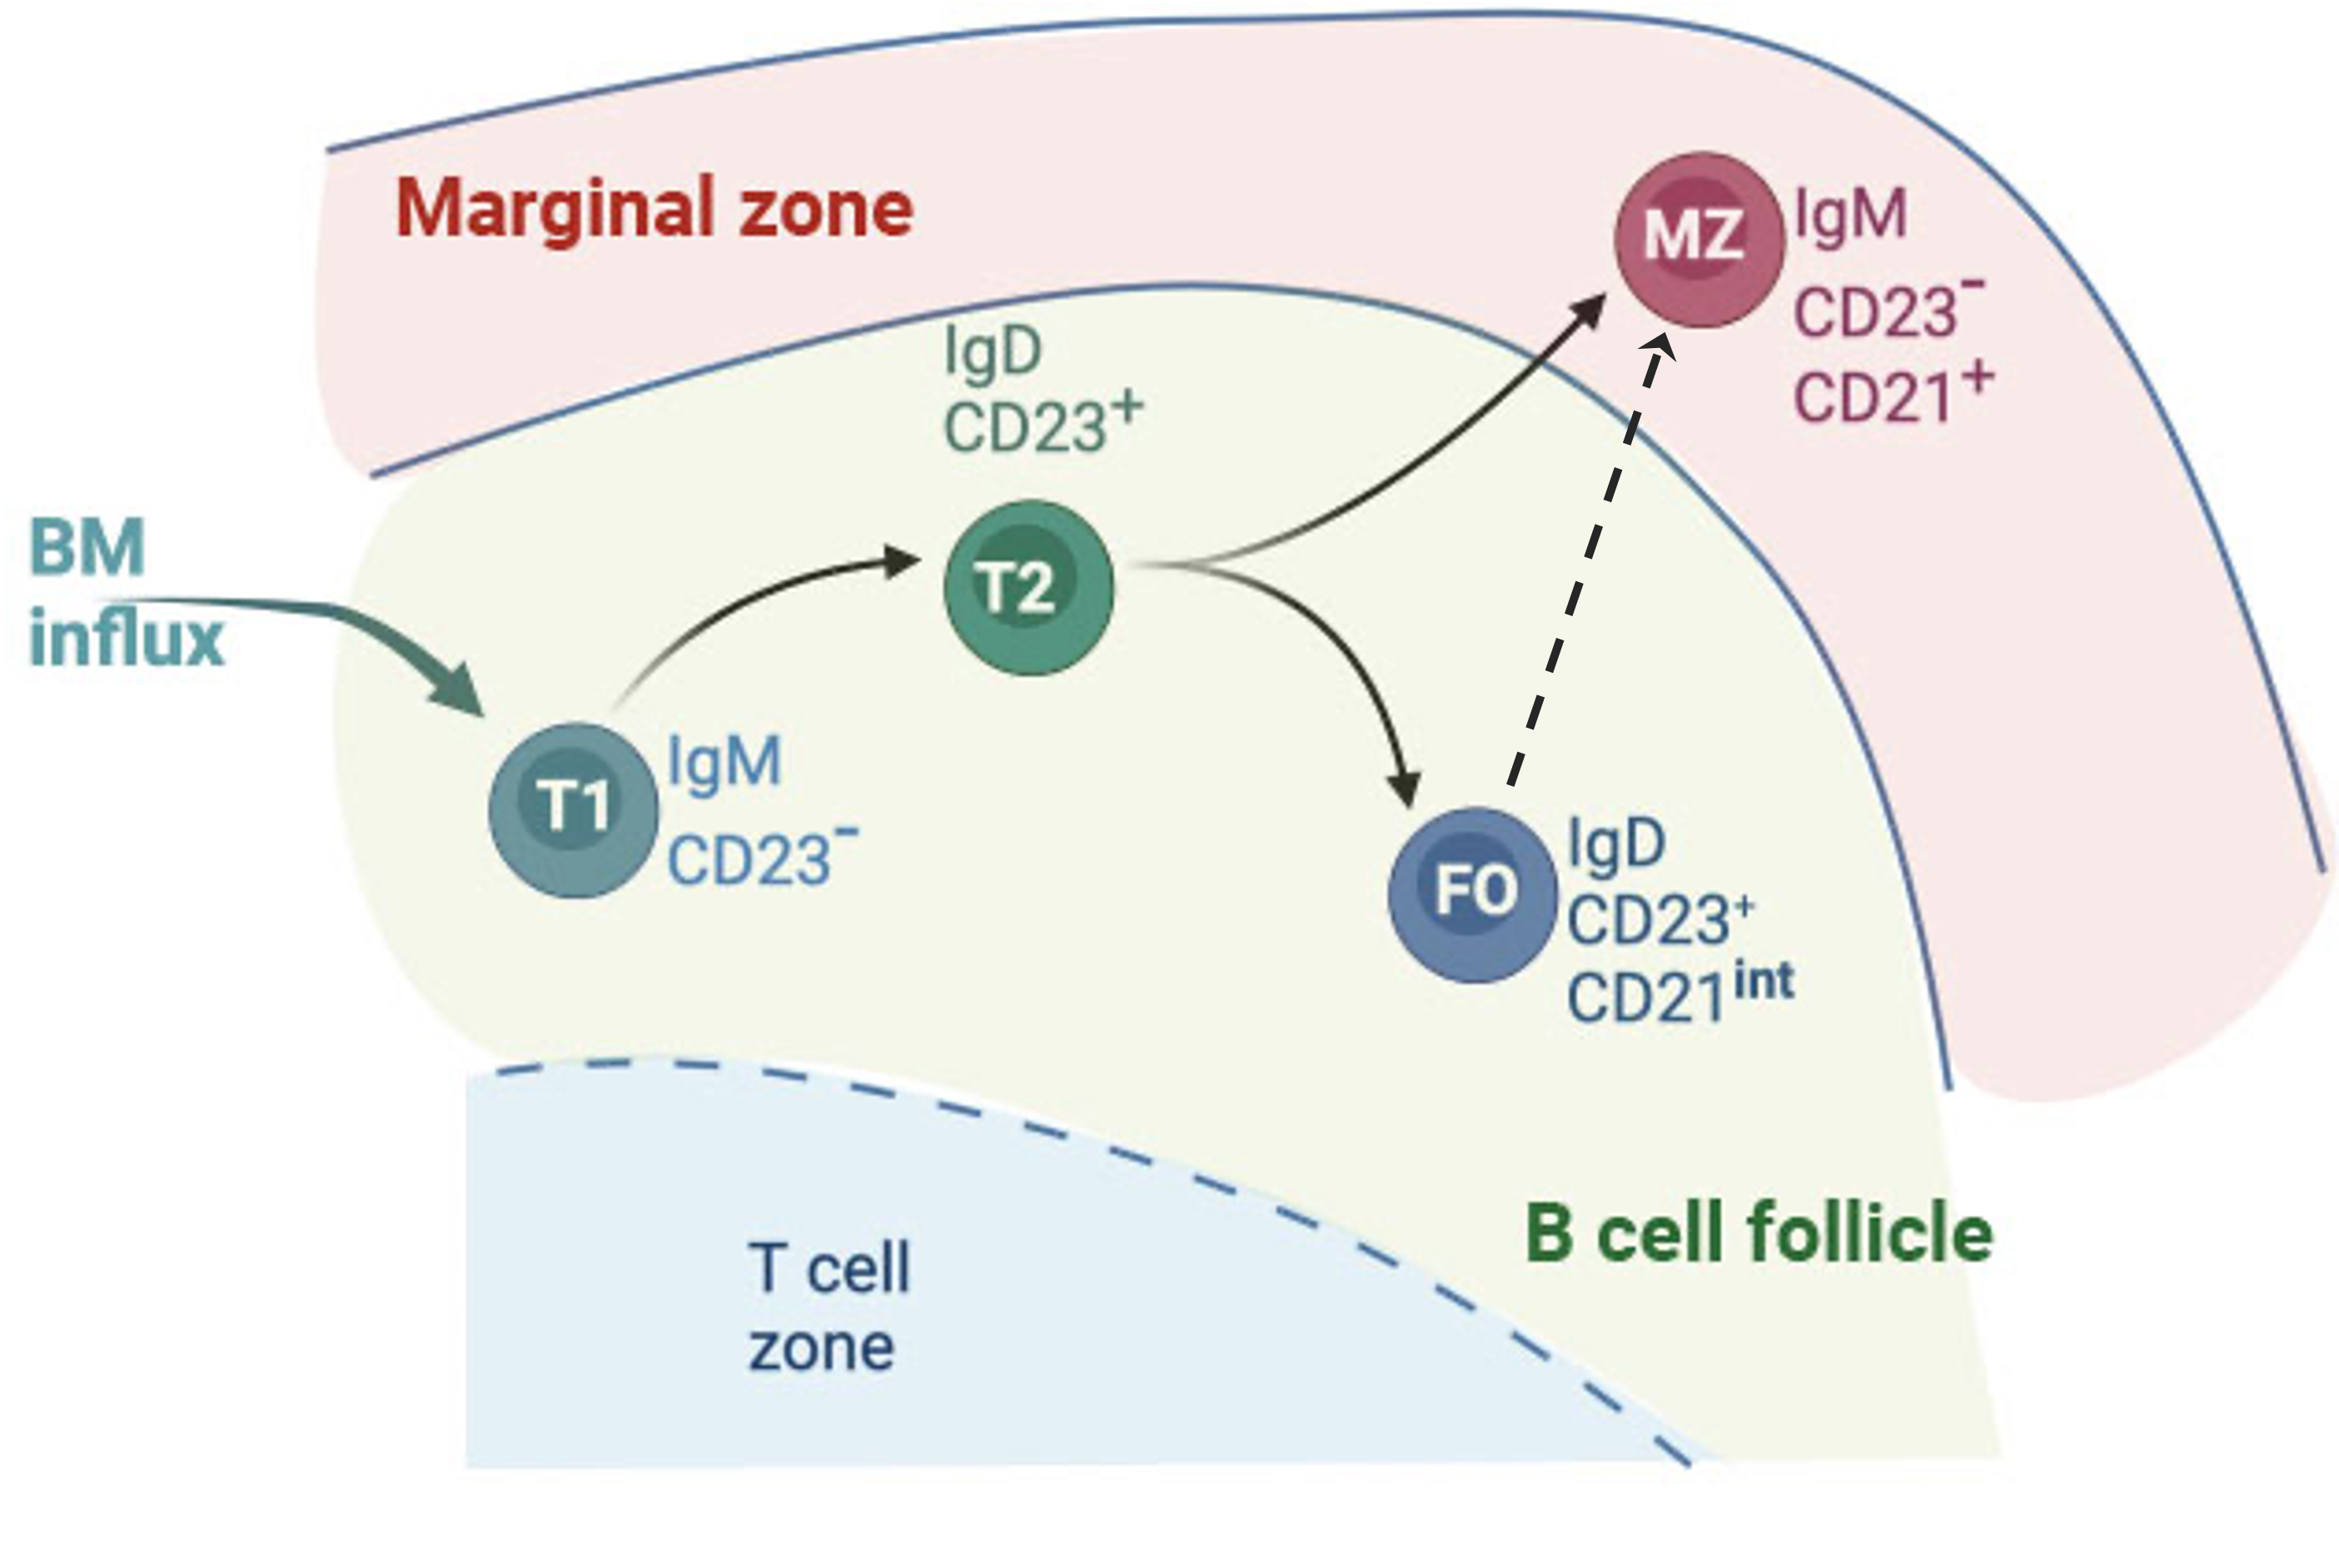 Marginal zone
MZ
IgM
CD23⁻
CD21⁺
IgD
CD23⁺
BM
influx
T2
T1
IgM
CD23⁻
FO
IgD
CD23⁺
CD21ⁱⁿᵗ
B cell follicle
T cell
zone